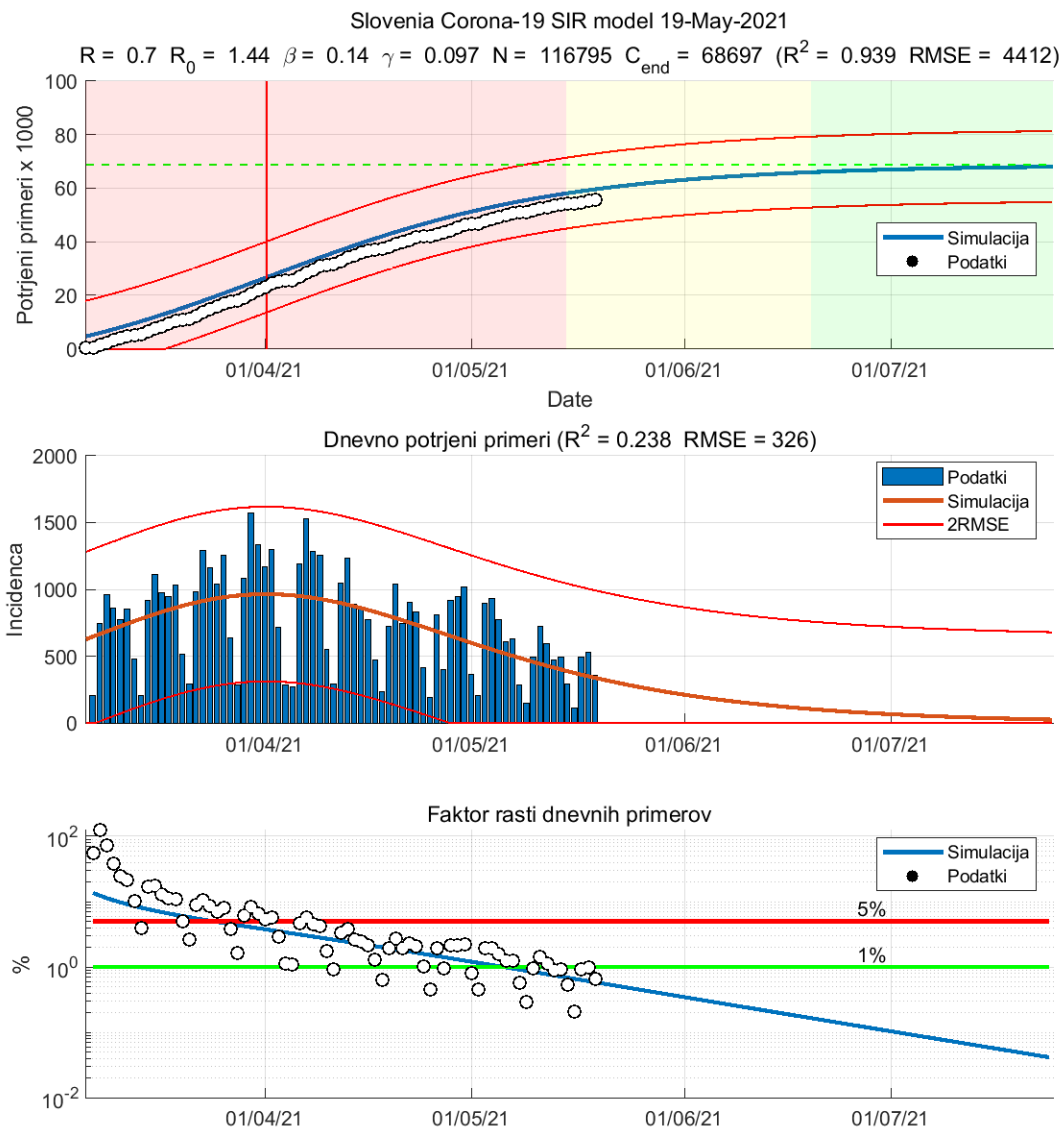 Slovenia Corona-19 SIR model 19-May-2021
R = 0.7 R₀ = 1.44 β = 0.14 γ = 0.097 N = 116795 C_end = 68697 (R² = 0.939 RMSE = 4412)
Potrjeni primeri x 1000
100
80
60
40
20
0
Simulacija
Podatki
01/04/21 01/05/21 01/06/21 01/07/21
Date
Dnevno potrjeni primeri (R² = 0.238 RMSE = 326)
Incidenca
2000
1500
1000
500
0
Podatki
Simulacija
2RMSE
01/04/21 01/05/21 01/06/21 01/07/21
Faktor rasti dnevnih primerov
%
10²
10⁰
10⁻²
Simulacija
Podatki
5%
1%
01/04/21 01/05/21 01/06/21 01/07/21